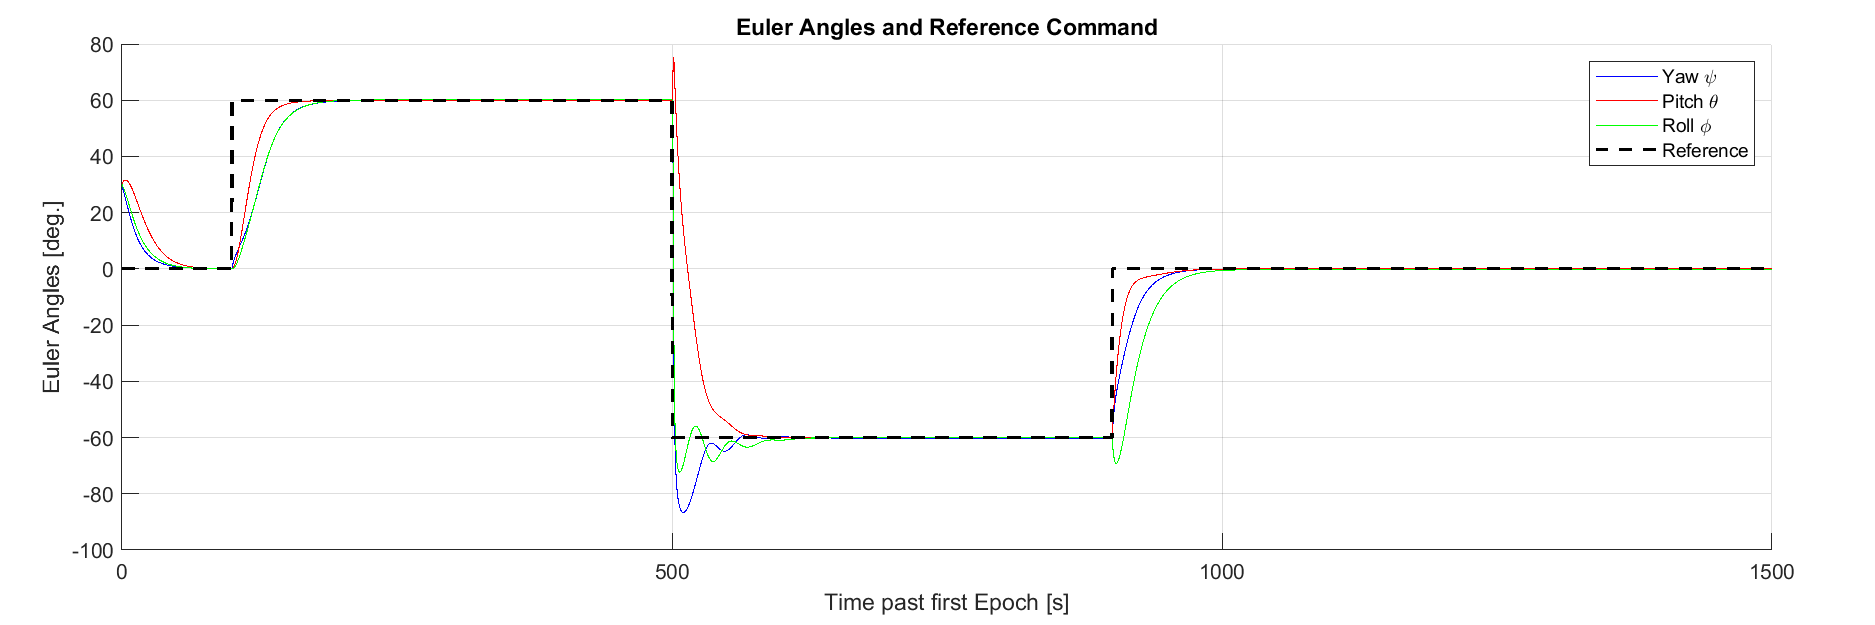 Euler Angles and Reference Command
80
60
40
20
0
-20
-40
-60
-80
-100
Euler Angles [deg.]
Yaw ψ
Pitch θ
Roll ϕ
Reference
0
500
1000
1500
Time past first Epoch [s]